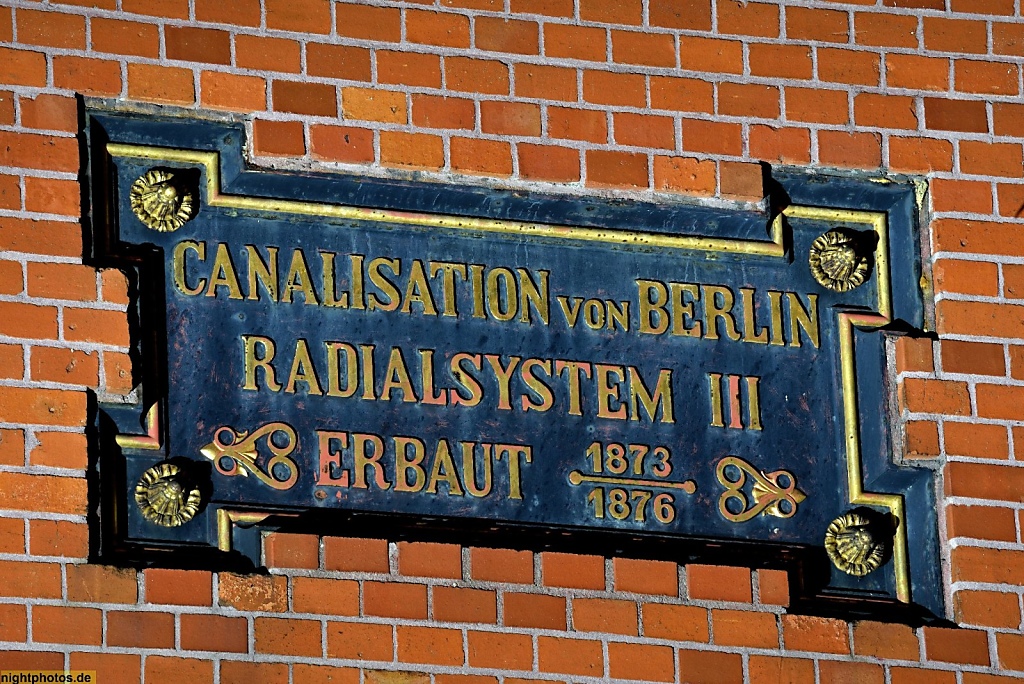 CANALISATION VON BERLIN
RADIALSYSTEM III
ERBAUT 1873
1876
nightphotos.de